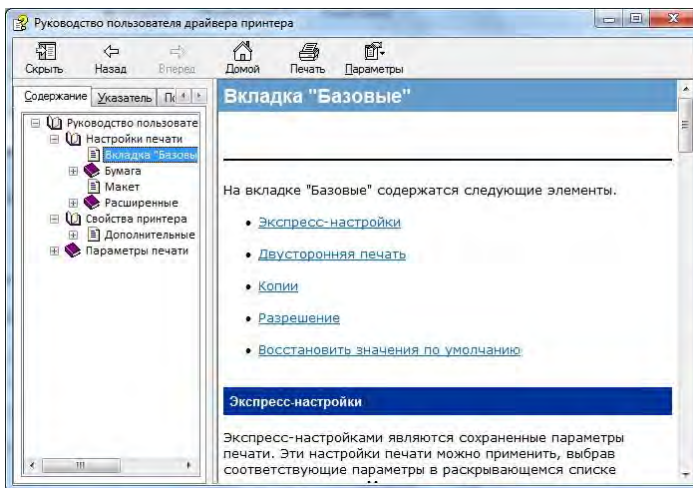 Руководство пользователя драйвера принтера
Скрыть Назад Вперед Домой Печать Параметры
Содержание Указатель
Вкладка "Базовые"
Руководство пользовате
Настройки печати
Вкладка "Базовы
Бумага
Макет
Расширенные
Свойства принтера
Дополнительные
Параметры печати
На вкладке "Базовые" содержатся следующие элементы.
• Экспресс-настройки
• Двусторонняя печать
• Копии
• Разрешение
• Восстановить значения по умолчанию
Экспресс-настройки
Экспресс-настройками являются сохраненные параметры
печати. Эти настройки печати можно применить, выбрав
соответствующие параметры в раскрывающемся списке